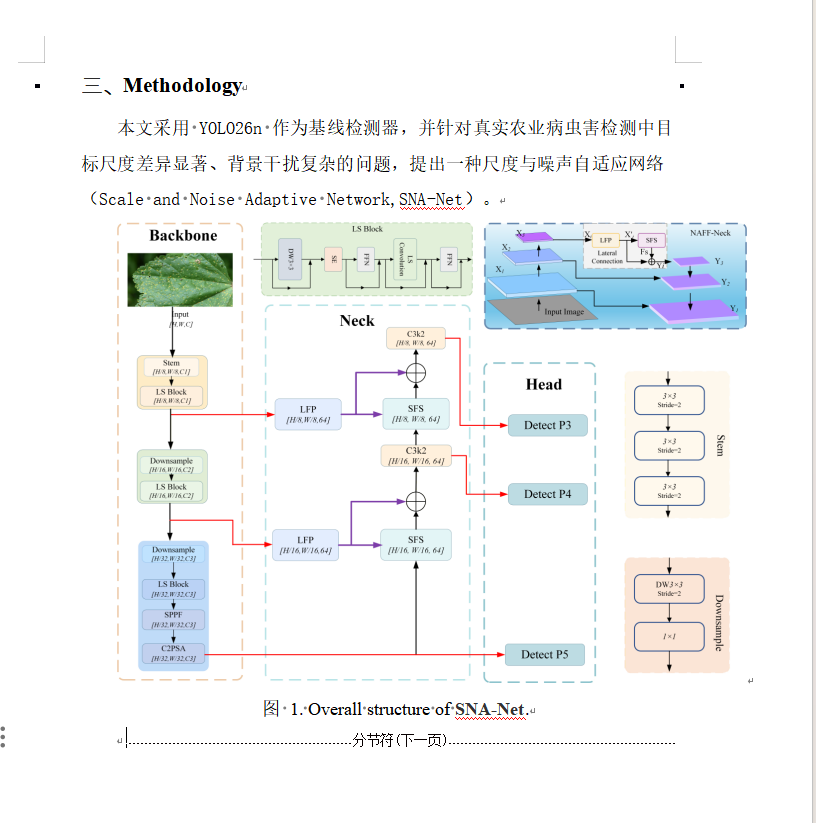 三、Methodology
本文采用 YOLO26n 作为基线检测器，并针对真实农业病虫害检测中目
标尺度差异显著、背景干扰复杂的问题，提出一种尺度与噪声自适应网络
（Scale and Noise Adaptive Network, SNA-Net）。
Backbone
Input
[H,W,C]
Stem
[H/8,W/8,C1]
LS Block
[H/8,W/8,C1]
Downsample
[H/16,W/16,C2]
LS Block
[H/16,W/16,C2]
Downsample
[H/32,W/32,C3]
LS Block
[H/32,W/32,C3]
SPPF
[H/32,W/32,C3]
C2PSA
[H/32,W/32,C3]
LS Block
DW3×3
SE
FFN
LS
Convolution
FFN
Neck
C3k2
[H/8, W/8, 64]
LFP
[H/8,W/8,64]
SFS
[H/8, W/8, 64]
C3k2
[H/16, W/16, 64]
LFP
[H/16,W/16,64]
SFS
[H/16, W/16, 64]
NAFF-Neck
X3
X2
X1
LFP
X'
SFS
Lateral
Connection
Fs
Y3
Y2
Y1
Input Image
Head
Detect P3
Detect P4
Detect P5
3×3
Stride=2
3×3
Stride=2
3×3
Stride=2
Stem
DW3×3
Stride=2
1×1
Downsample
图 1. Overall structure of SNA-Net.
分节符(下一页)